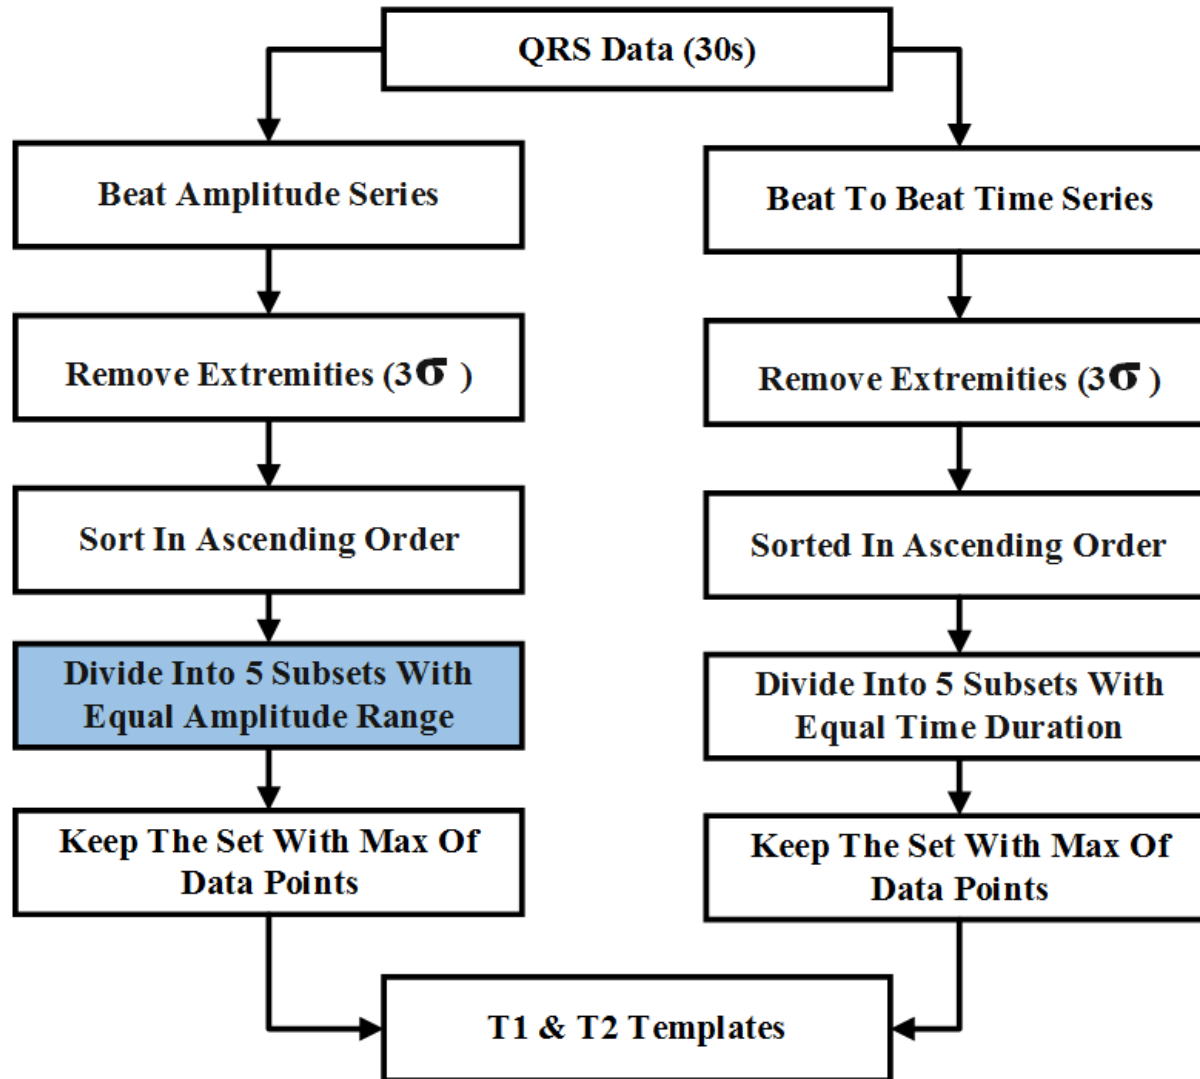 QRS Data (30s)
Beat Amplitude Series
Remove Extremities (3σ )
Sort In Ascending Order
Divide Into 5 Subsets With
Equal Amplitude Range
Keep The Set With Max Of
Data Points
Beat To Beat Time Series
Remove Extremities (3σ )
Sorted In Ascending Order
Divide Into 5 Subsets With
Equal Time Duration
Keep The Set With Max Of
Data Points
T1 & T2 Templates